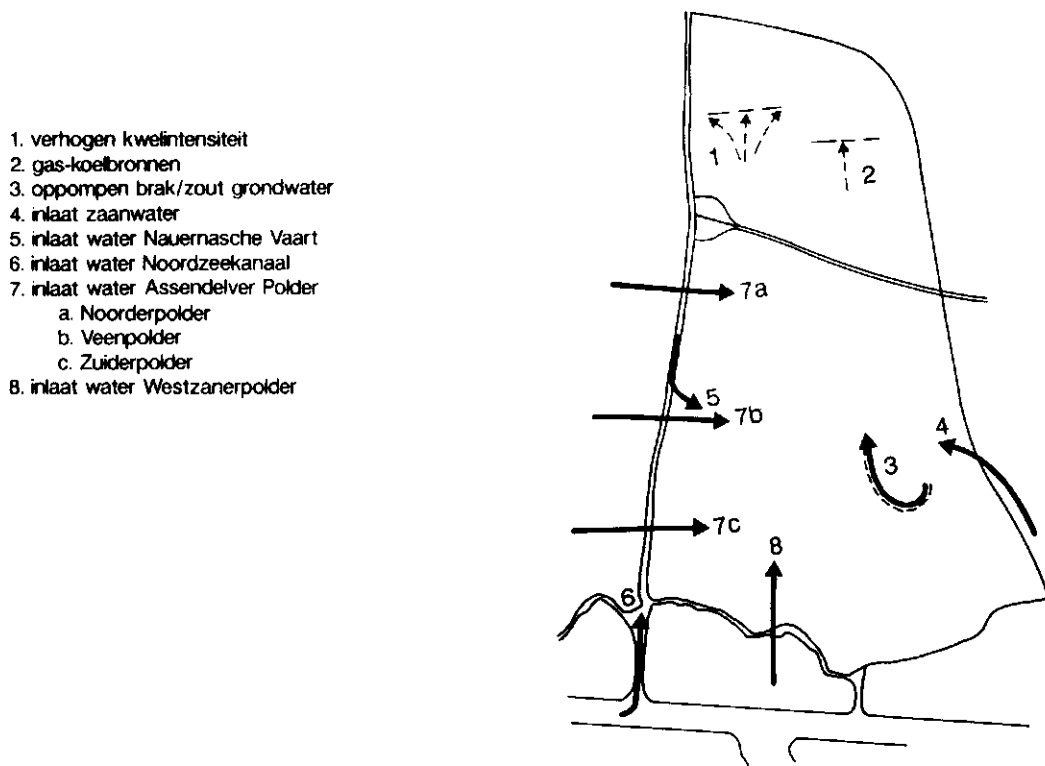 1. verhogen kwelintensiteit
2. gas-koelbronnen
3. oppompen brak/zout grondwater
4. inlaat zaanwater
5. inlaat water Nauernasche Vaart
6. inlaat water Noordzeekanaal
7. inlaat water Assendelver Polder
a. Noorderpolder
b. Veenpolder
c. Zuiderpolder
8. inlaat water Westzanerpolder
1
2
7a
5
7b
4
3
7c
8
6